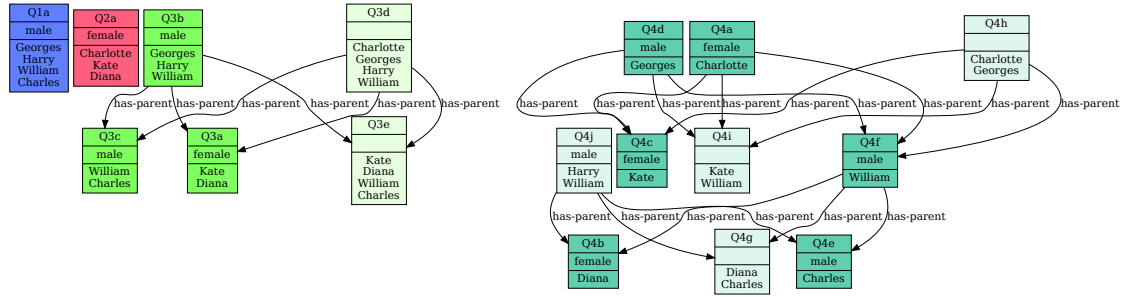 Q1a
male
Georges
Harry
William
Charles
Q2a
female
Charlotte
Kate
Diana
Q3b
male
Georges
Harry
William
Q3d
Charlotte
Georges
Harry
William
has-parent
has-parent
has-parent
has-parent
has-parent
Q3c
male
William
Charles
Q3a
female
Kate
Diana
Q3e
Kate
Diana
William
Charles
Q4d
male
Georges
Q4a
female
Charlotte
Q4h
Charlotte
Georges
has-parent
has-parent
has-parent
has-parent
has-parent
has-parent
has-parent
Q4j
male
Harry
William
Q4c
female
Kate
Q4i
Kate
William
Q4f
male
William
has-parent
has-parent
has-parent
has-parent
has-parent
Q4b
female
Diana
Q4g
Diana
Charles
Q4e
male
Charles